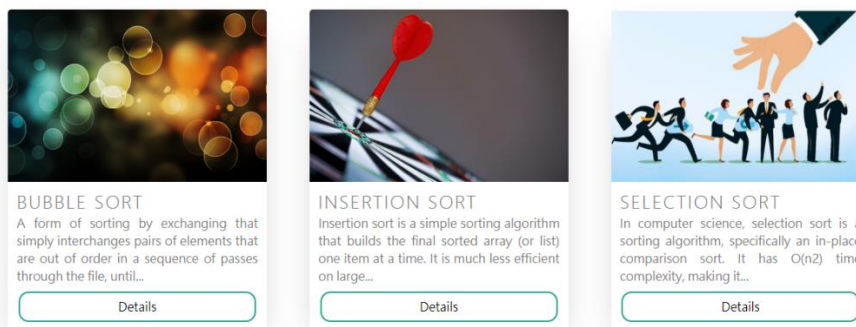 BUBBLE SORT
A form of sorting by exchanging that
simply interchanges pairs of elements that
are out of order in a sequence of passes
through the file, until...
Details
INSERTION SORT
Insertion sort is a simple sorting algorithm
that builds the final sorted array (or list)
one item at a time. It is much less efficient
on large...
Details
SELECTION SORT
In computer science, selection sort is a
sorting algorithm, specifically an in-place
comparison sort. It has O(n2) time
complexity, making it...
Details